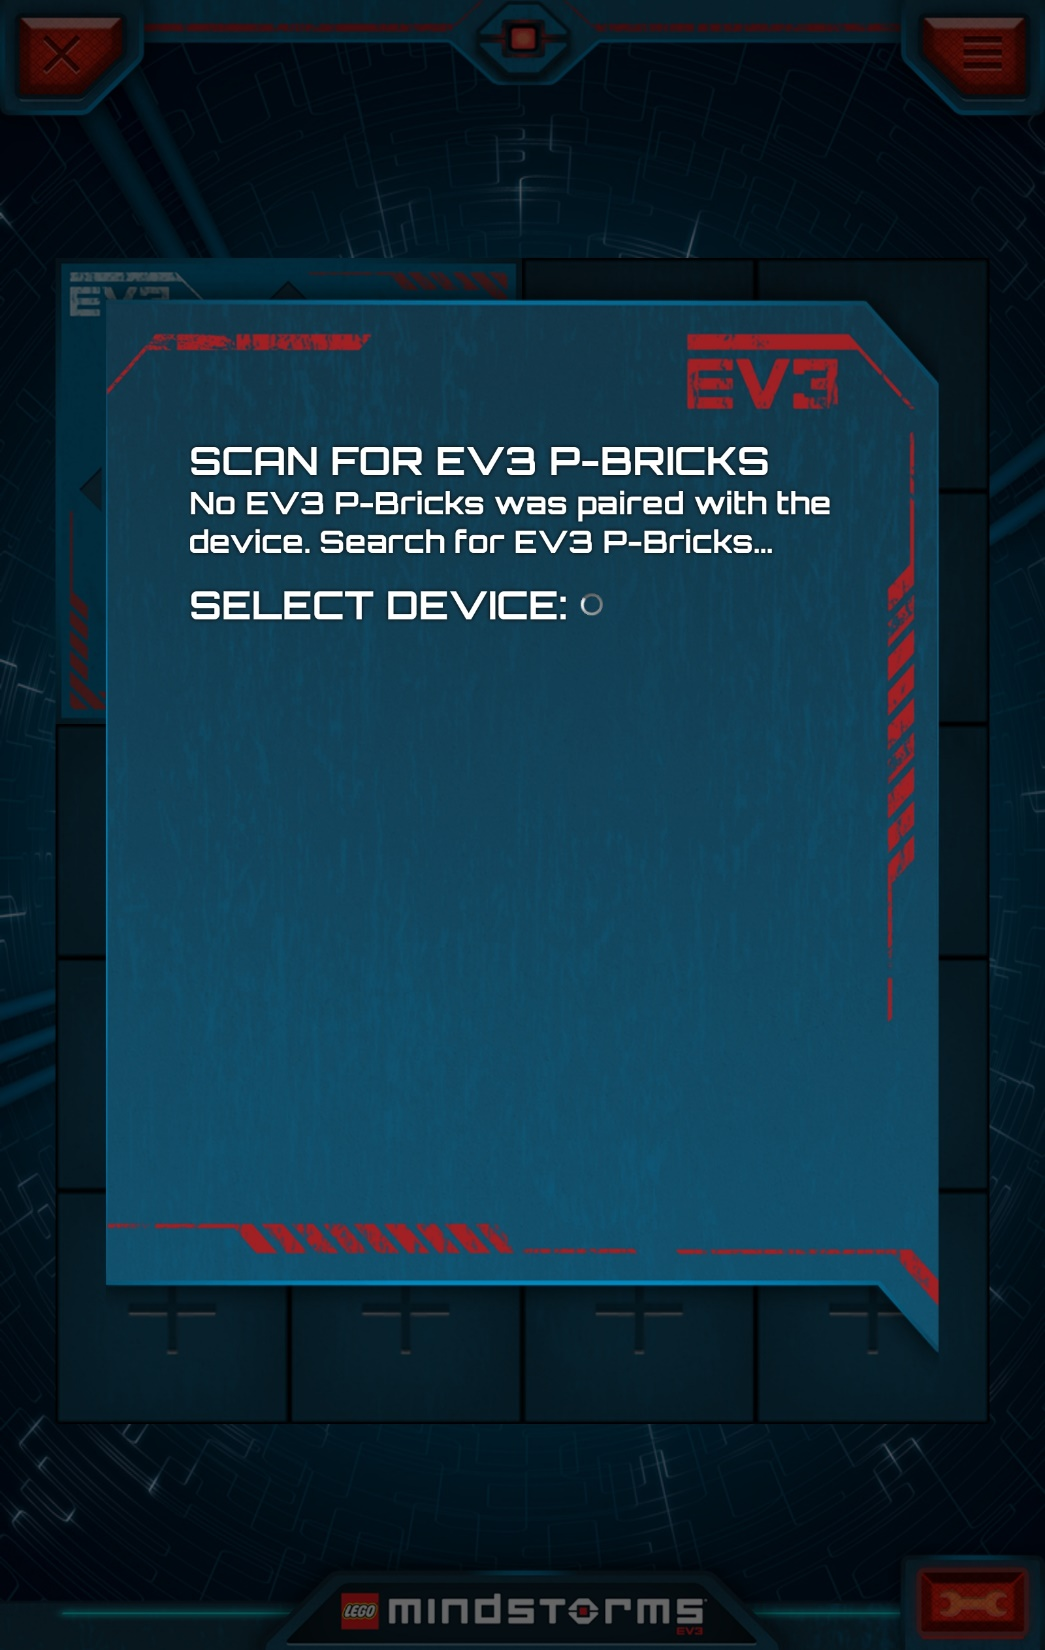 EV3
EV3
SCAN FOR EV3 P-BRICKS
No EV3 P-Bricks was paired with the
device. Search for EV3 P-Bricks...
SELECT DEVICE:
LEGO mindstorms
EV3